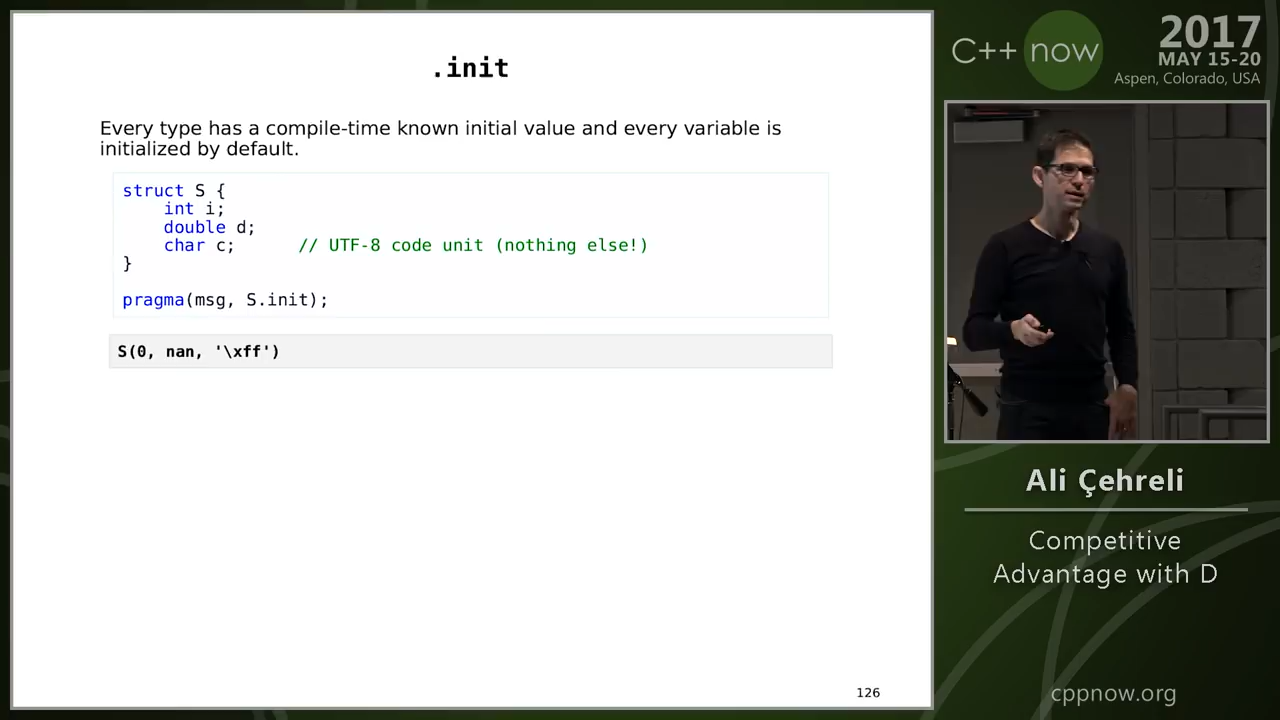 .init
Every type has a compile-time known initial value and every variable is
initialized by default.
struct S {
    int i;
    double d;
    char c;      // UTF-8 code unit (nothing else!)
}
pragma(msg, S.init);
S(0, nan, '\xff')
126
C++ now
2017
MAY 15-20
Aspen, Colorado, USA
Ali Çehreli
Competitive
Advantage with D
cppnow.org